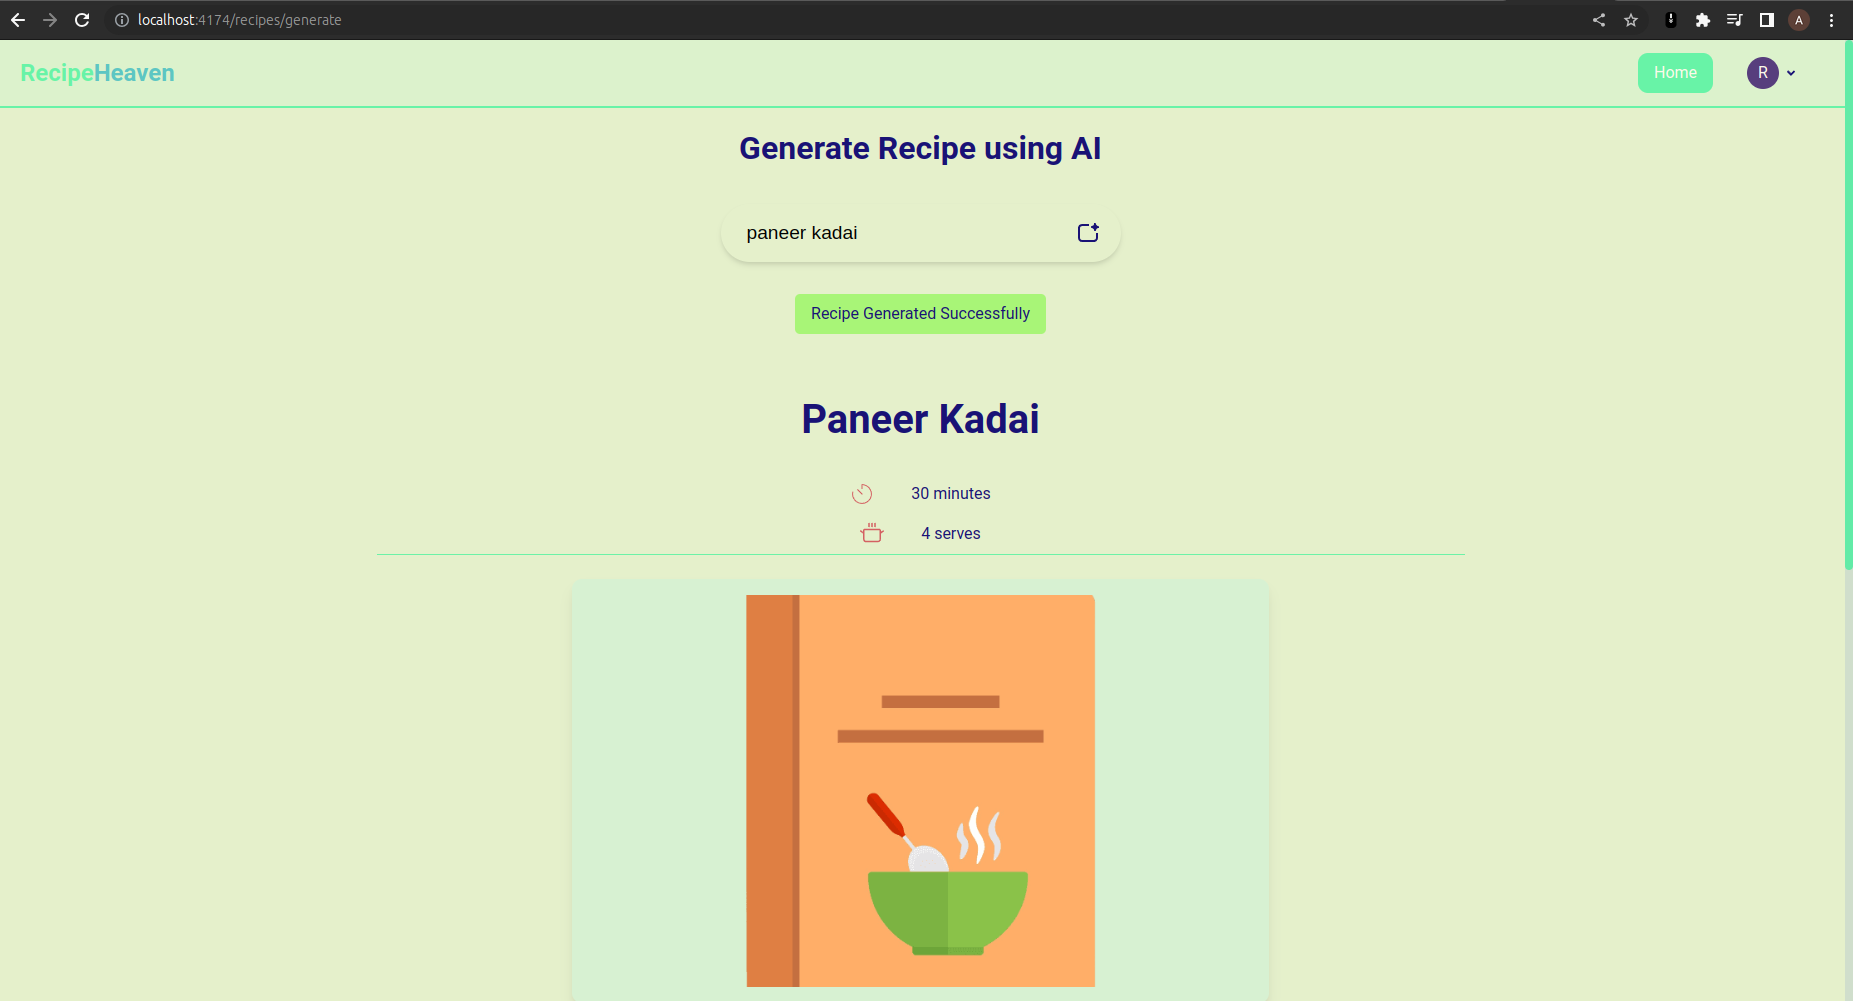 localhost:4174/recipes/generate
A
RecipeHeaven
Home
R
Generate Recipe using AI
paneer kadai
Recipe Generated Successfully
Paneer Kadai
30 minutes
4 serves